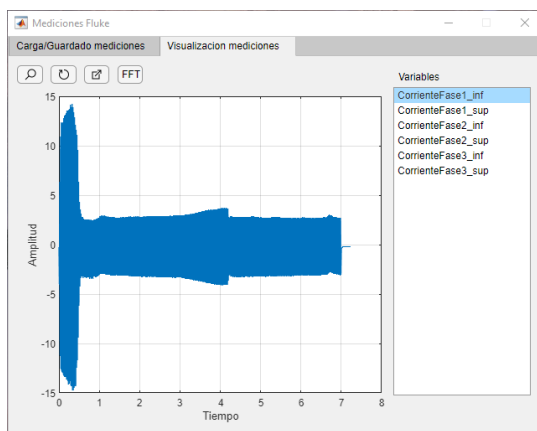 Mediciones Fluke
Carga/Guardado mediciones
Visualizacion mediciones
FFT
Variables
CorrienteFase1_inf
CorrienteFase1_sup
CorrienteFase2_inf
CorrienteFase2_sup
CorrienteFase3_inf
CorrienteFase3_sup
15
10
5
0
-5
-10
-15
Amplitud
0 1 2 3 4 5 6 7 8
Tiempo